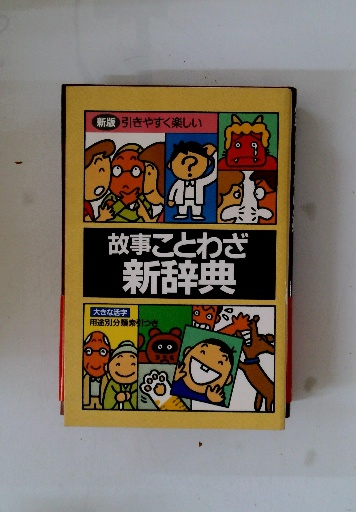 新版 引きやすく楽しい
?
故事ことわざ
新辞典
大きな活字
用途別分類索引つき